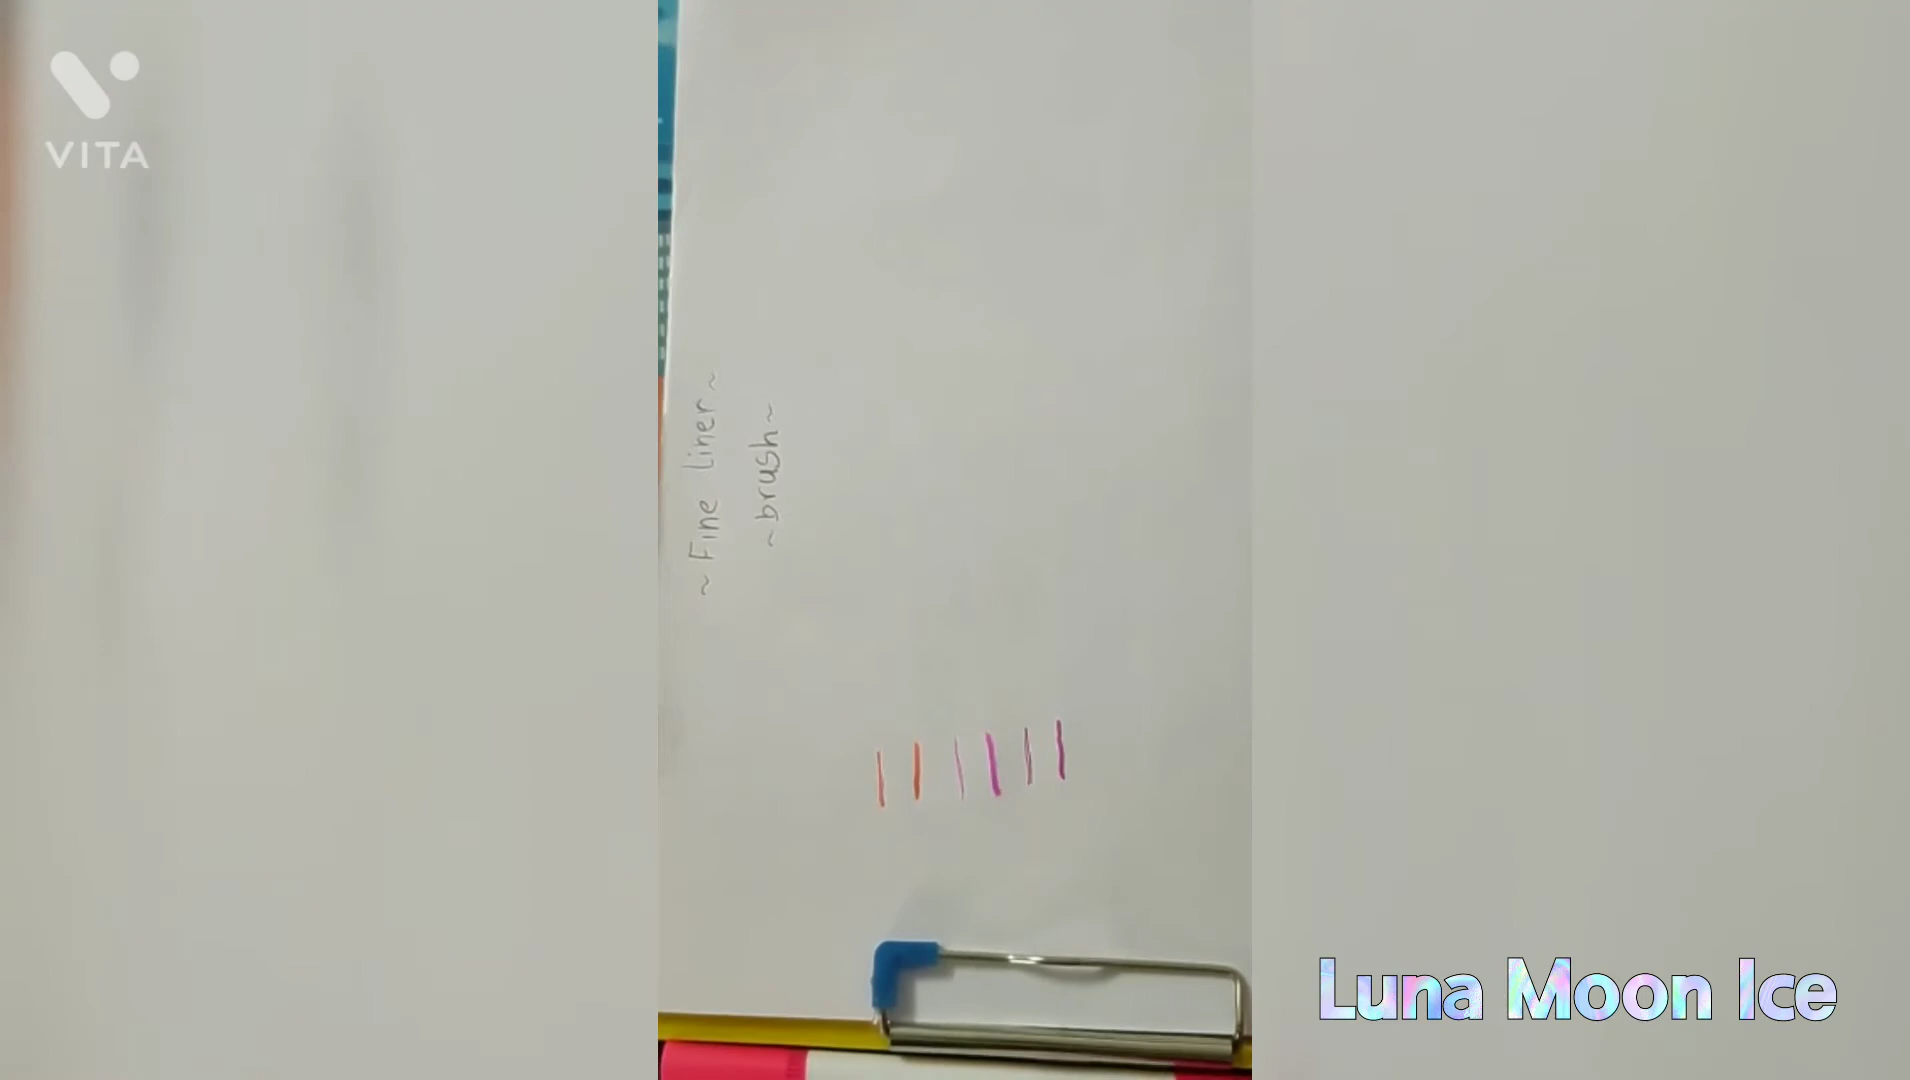 VITA
~ Fine Liner ~
~brush~
Luna Moon Ice